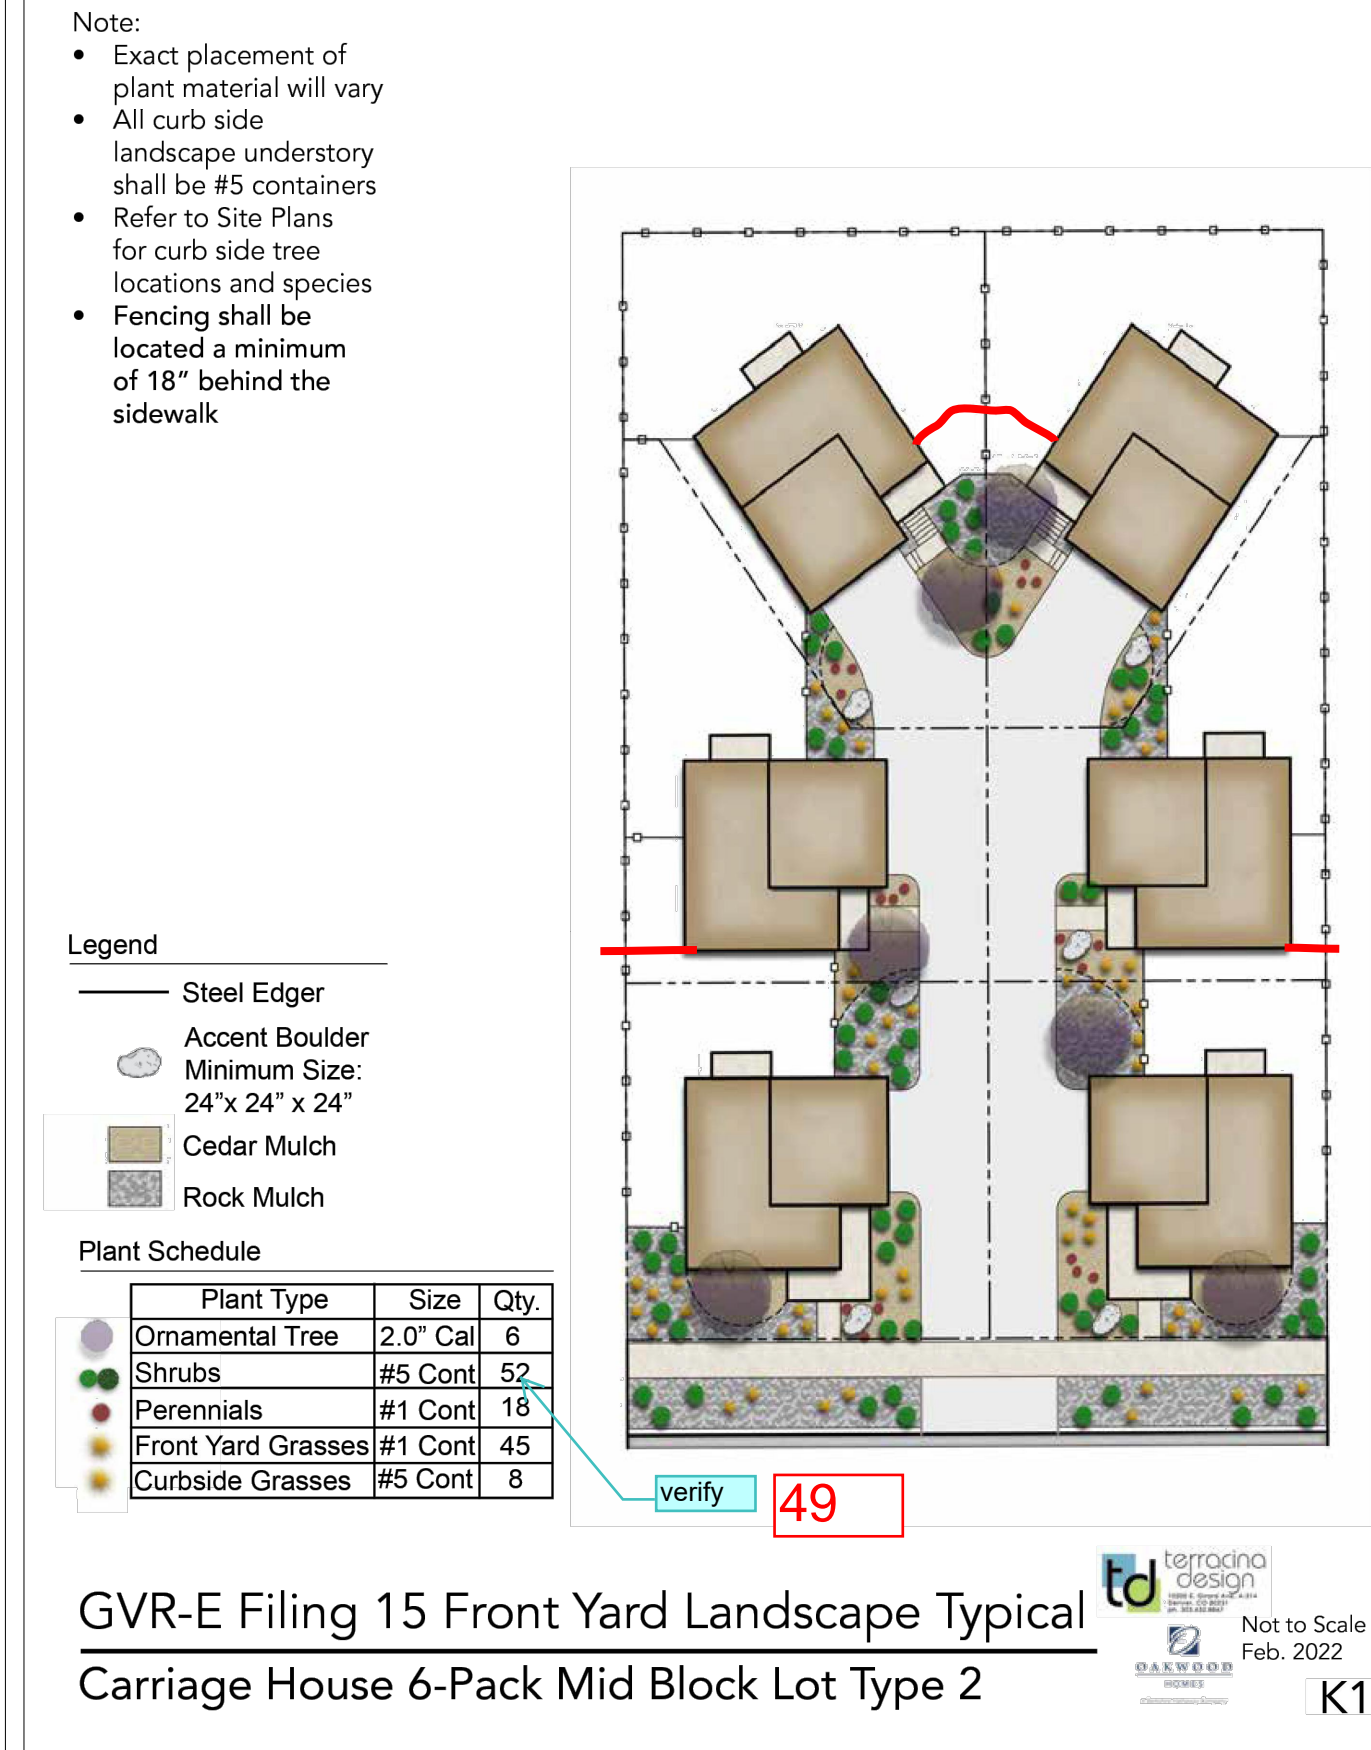 Note:
• Exact placement of
plant material will vary
• All curb side
landscape understory
shall be #5 containers
• Refer to Site Plans
for curb side tree
locations and species
• Fencing shall be
located a minimum
of 18” behind the
sidewalk
Legend
Steel Edger
Accent Boulder
Minimum Size:
24”x 24” x 24”
Cedar Mulch
Rock Mulch
Plant Schedule
Plant Type Size Qty.
Ornamental Tree 2.0” Cal 6
Shrubs #5 Cont 52
Perennials #1 Cont 18
Front Yard Grasses #1 Cont 45
Curbside Grasses #5 Cont 8
verify
49
GVR-E Filing 15 Front Yard Landscape Typical
Carriage House 6-Pack Mid Block Lot Type 2
td
terracina
design
OAKWOOD
HOMES
Not to Scale
Feb. 2022
K1